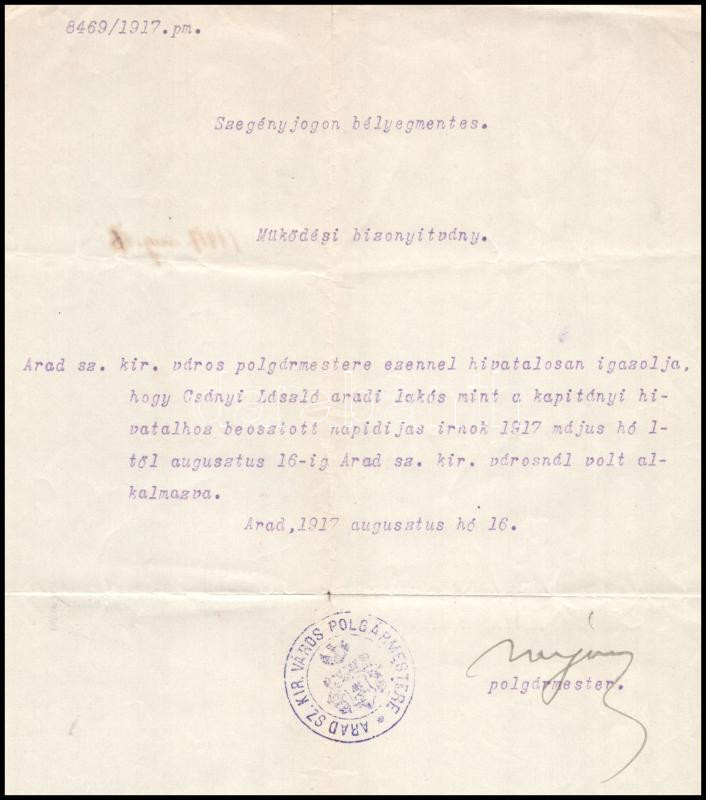 8469/1917.pm.
Szegényjogon bélyegmentes.
Müködési bizonyitvány.
Arad sz. kir. város polgármestere ezennel hivatalosan igazolja,
hogy Csányi László aradi lakós mint a kapitányi hi-
vatalhoz beosztott napidijas irnok 1917 május hó 1-
től augusztus 16-ig Arad sz. kir. városnál volt al-
kalmazva.
Arad,1917 augusztus hó 16.
ARAD SZ. KIR. VÁROS POLGÁRMESTERE
polgármester.